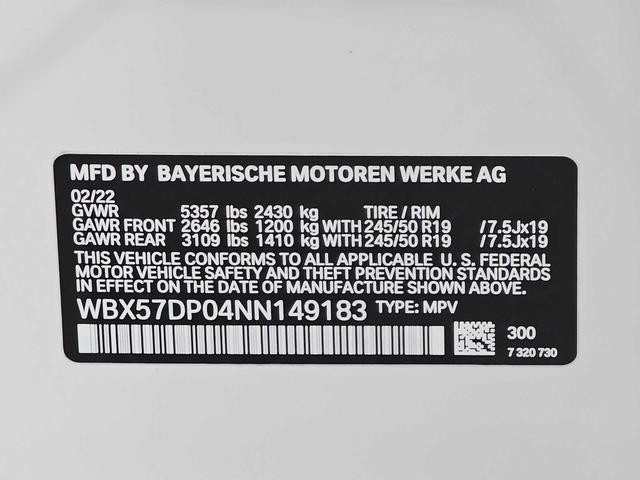 MFD BY BAYERISCHE MOTOREN WERKE AG
02/22
GVWR 5357 lbs 2430 kg TIRE / RIM
GAWR FRONT 2646 lbs 1200 kg WITH 245/50 R19 /7.5Jx19
GAWR REAR 3109 lbs 1410 kg WITH 245/50 R19 /7.5Jx19
THIS VEHICLE CONFORMS TO ALL APPLICABLE U. S. FEDERAL
MOTOR VEHICLE SAFETY AND THEFT PREVENTION STANDARDS
IN EFFECT ON THE DATE OF MANUFACTURE SHOWN ABOVE.
WBX57DP04NN149183 TYPE: MPV
300
7 320 730